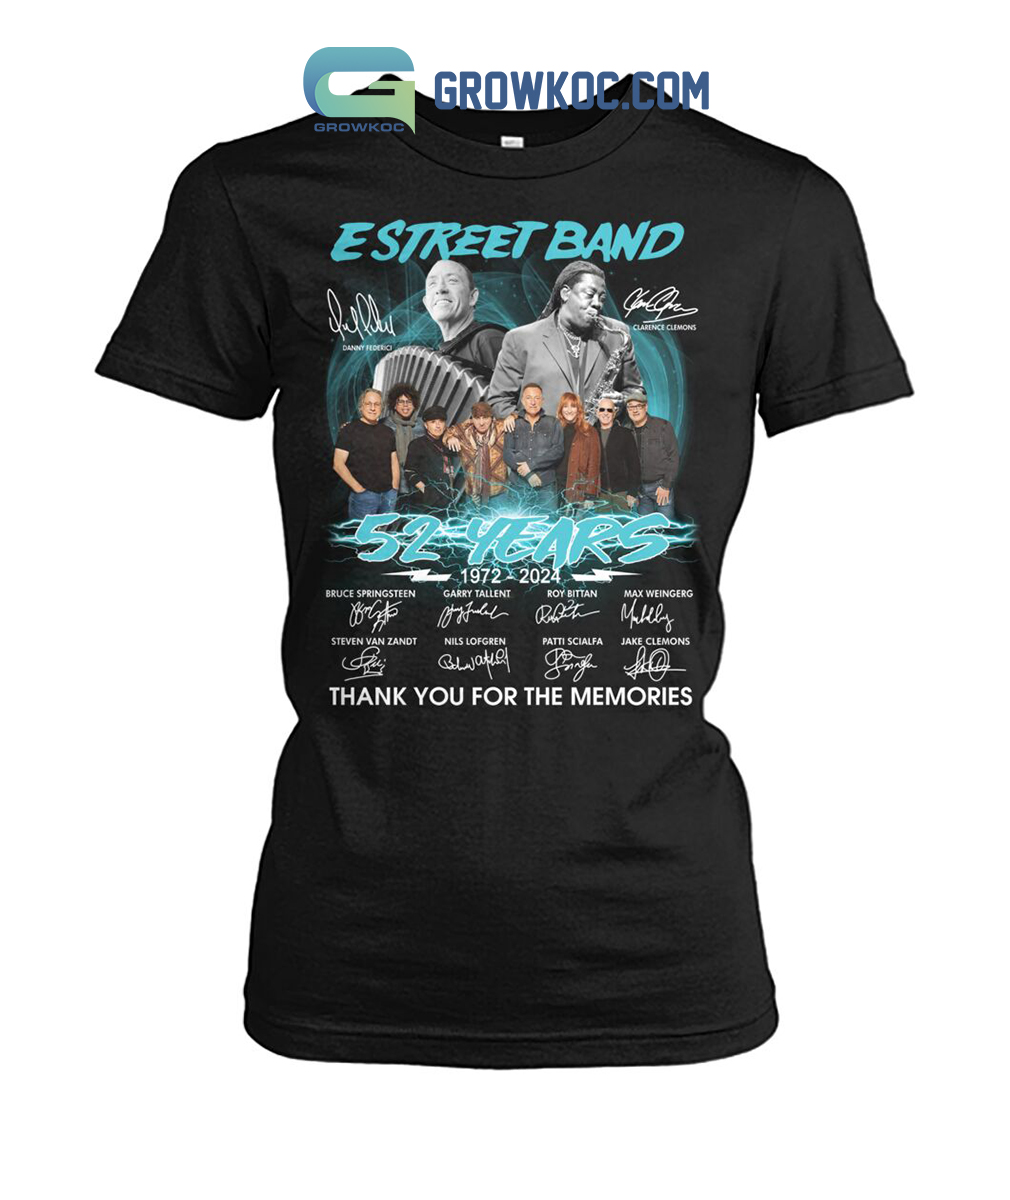 GROWKOC.COM
GROWKOC
E STREET BAND
DANNY FEDERICI
CLARENCE CLEMONS
52 YEARS
1972 - 2024
BRUCE SPRINGSTEEN GARRY TALLENT ROY BITTAN MAX WEINGERG
STEVEN VAN ZANDT NILS LOFGREN PATTI SCIALFA JAKE CLEMONS
THANK YOU FOR THE MEMORIES